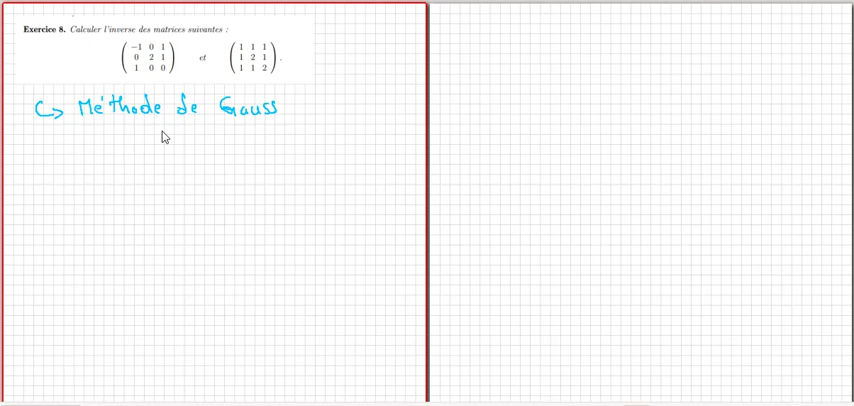 Exercice 8. Calculer l'inverse des matrices suivantes :
( -1 0 1 ) ( 1 1 1 )
( 0 2 1 ) et ( 1 2 1 ) .
( 1 0 0 ) ( 1 1 2 )
↪ Méthode de Gauss